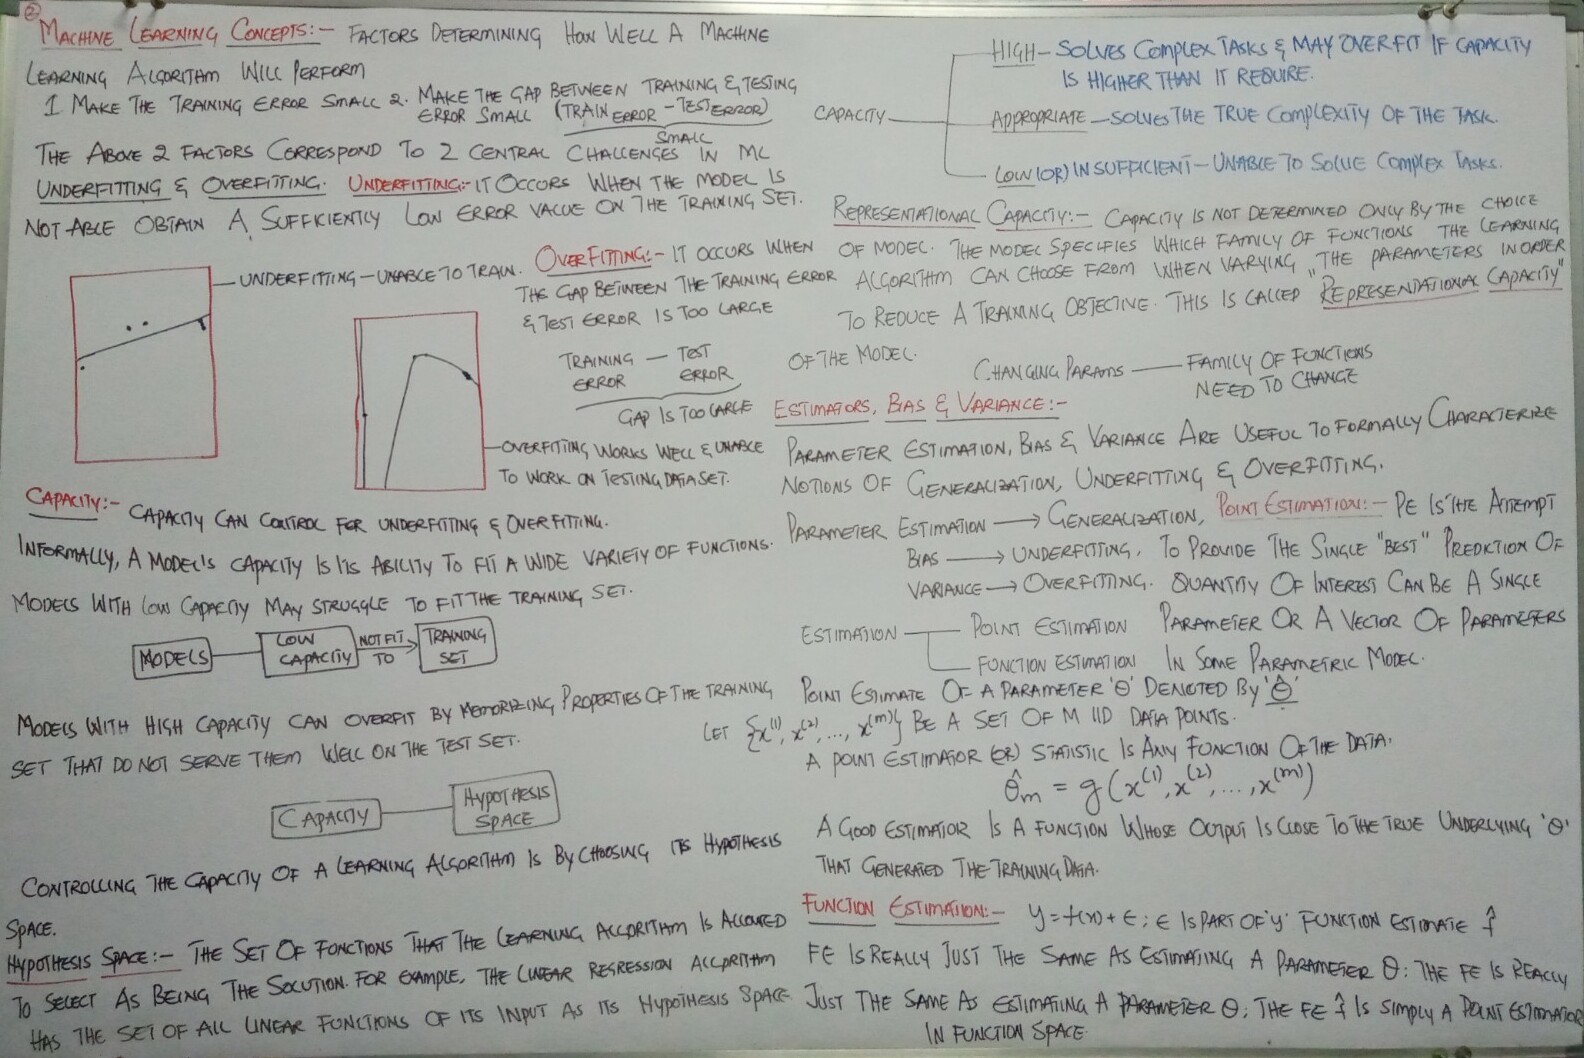 ②
MACHINE LEARNING CONCEPTS:- FACTORS DETERMINING HOW WELL A MACHINE
LEARNING ALGORITHM WILL PERFORM
1. MAKE THE TRAINING ERROR SMALL 2. MAKE THE GAP BETWEEN TRAINING & TESTING
ERROR SMALL (TRAIN ERROR - TEST ERROR)
SMALL
THE ABOVE 2 FACTORS CORRESPOND TO 2 CENTRAL CHALLENGES IN ML
UNDERFITTING & OVERFITTING. UNDERFITTING:- IT OCCURS WHEN THE MODEL IS
NOT ABLE OBTAIN A SUFFICIENTLY LOW ERROR VALUE ON THE TRAINING SET.
UNDERFITTING - UNABLE TO TRAIN.
OVERFITTING:- IT OCCURS WHEN
THE GAP BETWEEN THE TRAINING ERROR
& TEST ERROR IS TOO LARGE
TRAINING ERROR - TEST ERROR
GAP IS TOO LARGE
OVERFITTING WORKS WELL & UNABLE
TO WORK ON TESTING DATASET.
CAPACITY:- CAPACITY CAN CONTROL FOR UNDERFITTING & OVERFITTING.
INFORMALLY, A MODEL'S CAPACITY IS ITS ABILITY TO FIT A WIDE VARIETY OF FUNCTIONS.
MODELS WITH LOW CAPACITY MAY STRUGGLE TO FIT THE TRAINING SET.
MODELS
LOW CAPACITY
NOT FIT TO
TRAINING SET
MODELS WITH HIGH CAPACITY CAN OVERFIT BY MEMORIZING PROPERTIES OF THE TRAINING
SET THAT DO NOT SERVE THEM WELL ON THE TEST SET.
CAPACITY
HYPOTHESIS SPACE
CONTROLLING THE CAPACITY OF A LEARNING ALGORITHM IS BY CHOOSING ITS HYPOTHESIS
SPACE.
HYPOTHESIS SPACE:- THE SET OF FUNCTIONS THAT THE LEARNING ALGORITHM IS ALLOWED
TO SELECT AS BEING THE SOLUTION. FOR EXAMPLE, THE LINEAR REGRESSION ALGORITHM
HAS THE SET OF ALL LINEAR FUNCTIONS OF ITS INPUT AS ITS HYPOTHESIS SPACE
CAPACITY
HIGH - SOLVES COMPLEX TASKS & MAY OVERFIT IF CAPACITY
IS HIGHER THAN IT REQUIRE.
APPROPRIATE - SOLVES THE TRUE COMPLEXITY OF THE TASK.
LOW (OR) INSUFFICIENT - UNABLE TO SOLVE COMPLEX TASKS.
REPRESENTATIONAL CAPACITY:- CAPACITY IS NOT DETERMINED ONLY BY THE CHOICE
OF MODEL. THE MODEL SPECIFIES WHICH FAMILY OF FUNCTIONS THE LEARNING
ALGORITHM CAN CHOOSE FROM WHEN VARYING "THE PARAMETERS IN ORDER
TO REDUCE A TRAINING OBJECTIVE. THIS IS CALLED "REPRESENTATIONAL CAPACITY"
OF THE MODEL.
CHANGING PARAMS - FAMILY OF FUNCTIONS
NEED TO CHANGE
ESTIMATORS, BIAS & VARIANCE:-
PARAMETER ESTIMATION, BIAS & VARIANCE ARE USEFUL TO FORMALLY CHARACTERIZE
NOTIONS OF GENERALIZATION, UNDERFITTING & OVERFITTING.
PARAMETER ESTIMATION → GENERALIZATION, POINT ESTIMATION:- PE IS THE ATTEMPT
BIAS → UNDERFITTING, TO PROVIDE THE SINGLE "BEST" PREDICTION OF
VARIANCE → OVERFITTING. QUANTITY OF INTEREST CAN BE A SINGLE
ESTIMATION POINT ESTIMATION PARAMETER OR A VECTOR OF PARAMETERS
FUNCTION ESTIMATION IN SOME PARAMETRIC MODEL.
POINT ESTIMATE OF A PARAMETER 'θ' DENOTED BY 'θ̂'
LET {x⁽¹⁾, x⁽²⁾, ..., x⁽ᵐ⁾} BE A SET OF M IID DATA POINTS.
A POINT ESTIMATOR (OR) STATISTIC IS ANY FUNCTION OF THE DATA.
θ̂m = g(x⁽¹⁾, x⁽²⁾, ..., x⁽ᵐ⁾)
A GOOD ESTIMATOR IS A FUNCTION WHOSE OUTPUT IS CLOSE TO THE TRUE UNDERLYING 'θ'
THAT GENERATED THE TRAINING DATA.
FUNCTION ESTIMATION:- y = f(x) + ε; ε IS PART OF 'y' FUNCTION ESTIMATE f̂
FE IS REALLY JUST THE SAME AS ESTIMATING A PARAMETER θ: THE FE IS REALLY
JUST THE SAME AS ESTIMATING A PARAMETER θ; THE FE f̂ IS SIMPLY A POINT ESTIMATOR
IN FUNCTION SPACE.